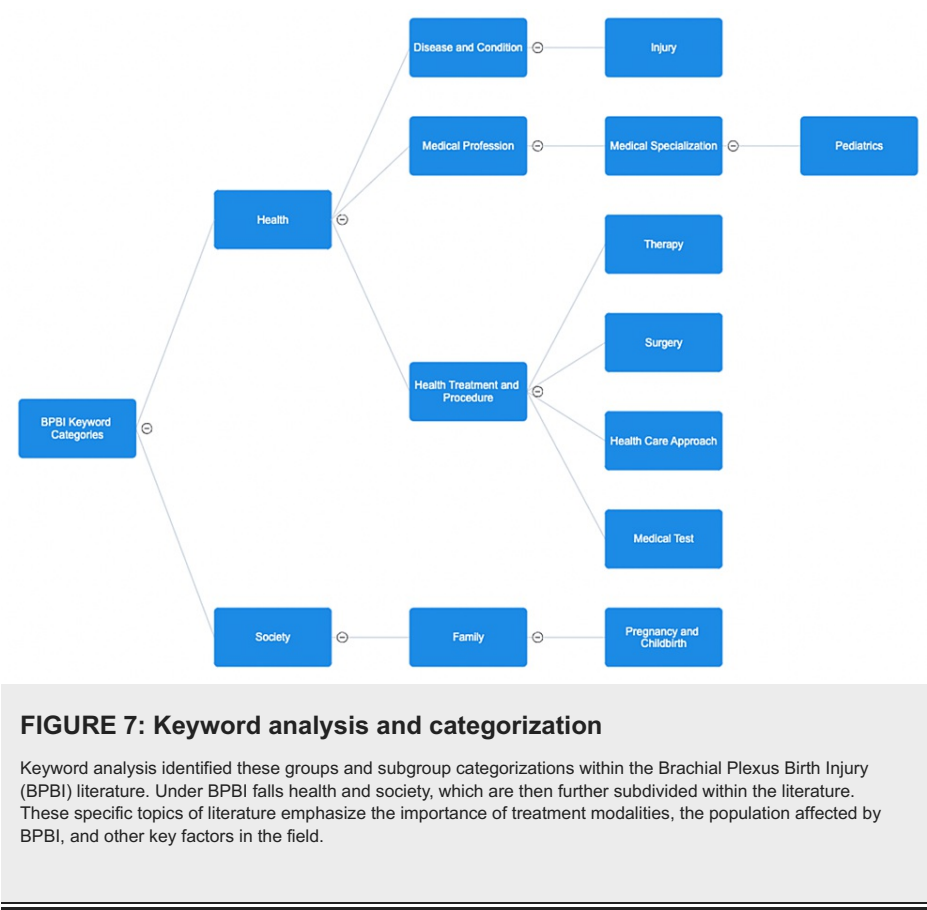 Disease and Condition
Injury
Medical Profession
Medical Specialization
Pediatrics
Health
Therapy
Surgery
Health Treatment and
Procedure
BPBI Keyword
Categories
Health Care Approach
Medical Test
Society
Family
Pregnancy and
Childbirth
FIGURE 7: Keyword analysis and categorization
Keyword analysis identified these groups and subgroup categorizations within the Brachial Plexus Birth Injury
(BPBI) literature. Under BPBI falls health and society, which are then further subdivided within the literature.
These specific topics of literature emphasize the importance of treatment modalities, the population affected by
BPBI, and other key factors in the field.